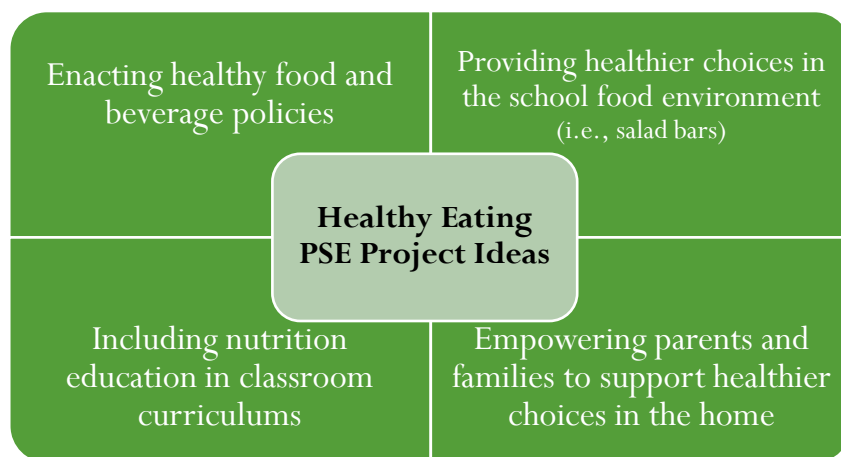 Enacting healthy food and
beverage policies
Providing healthier choices in
the school food environment
(i.e., salad bars)
Healthy Eating
PSE Project Ideas
Including nutrition
education in classroom
curriculums
Empowering parents and
families to support healthier
choices in the home